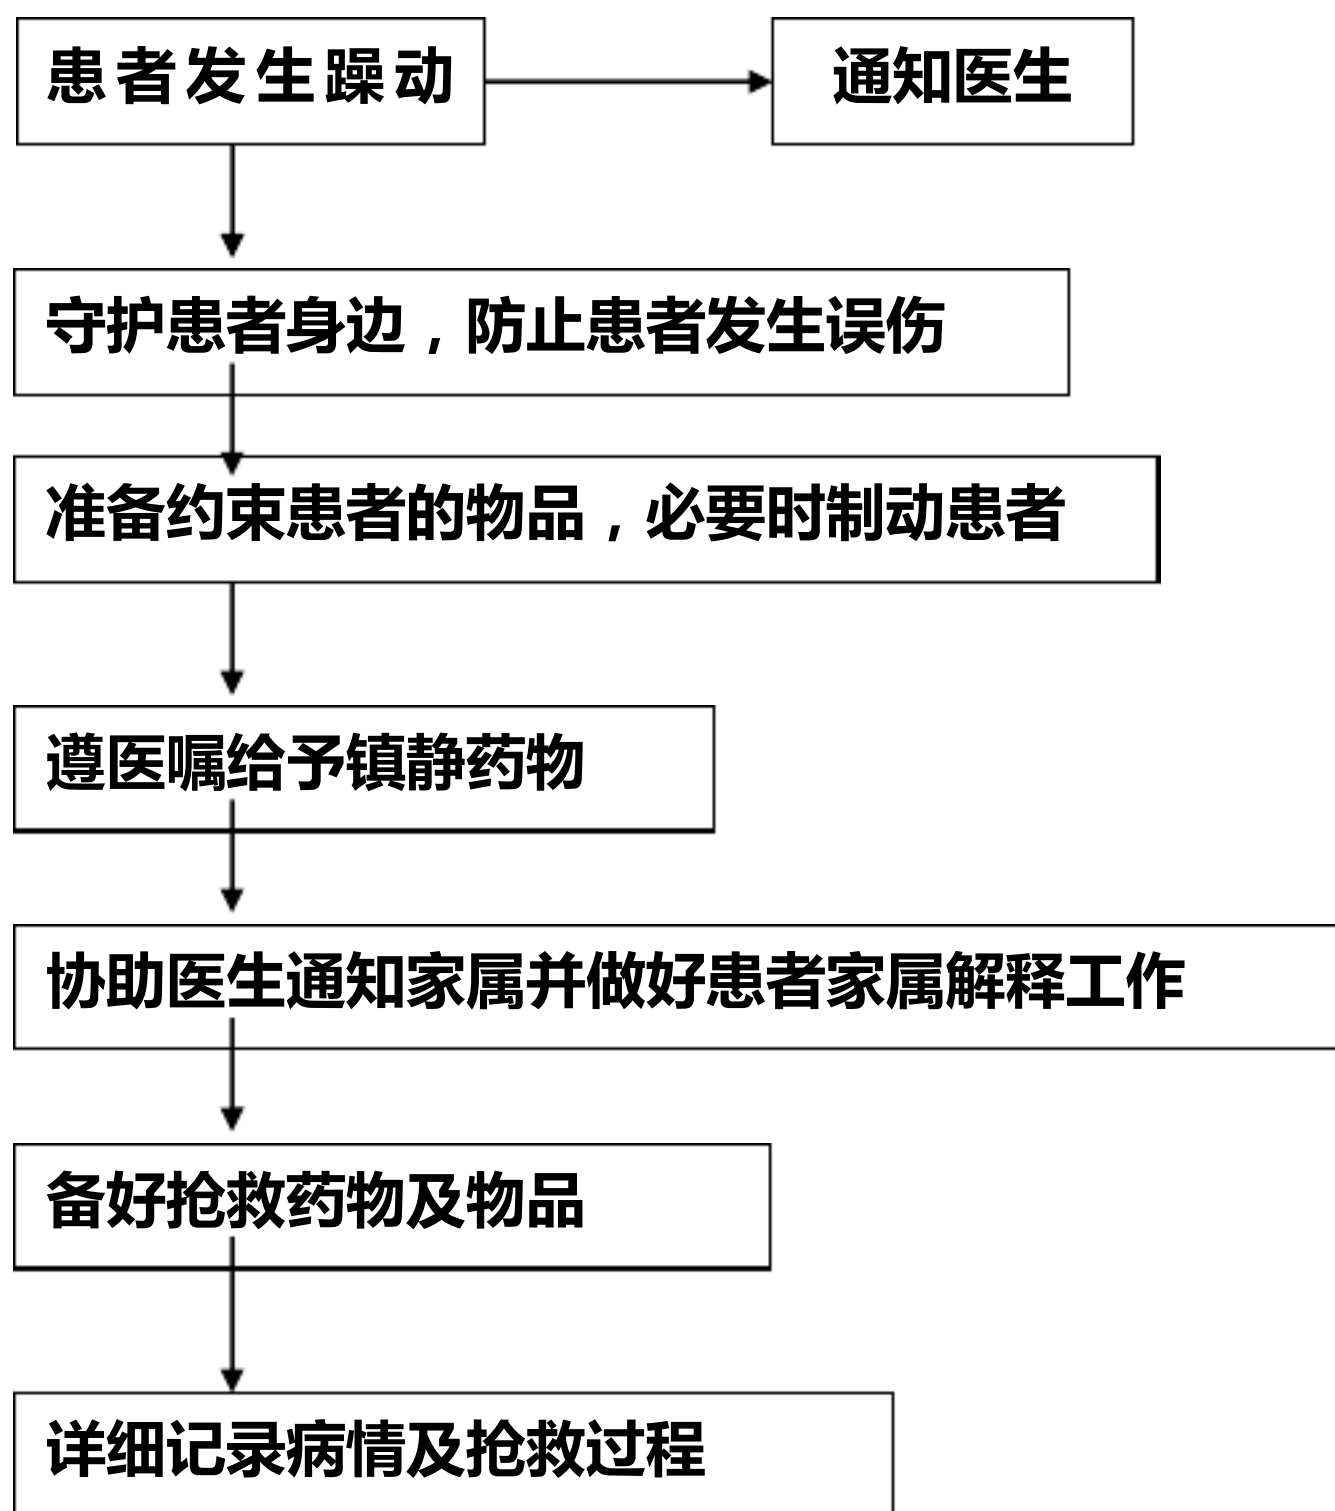 患者发生躁动
通知医生
守护患者身边，防止患者发生误伤
准备约束患者的物品，必要时制动患者
遵医嘱给予镇静药物
协助医生通知家属并做好患者家属解释工作
备好抢救药物及物品
详细记录病情及抢救过程